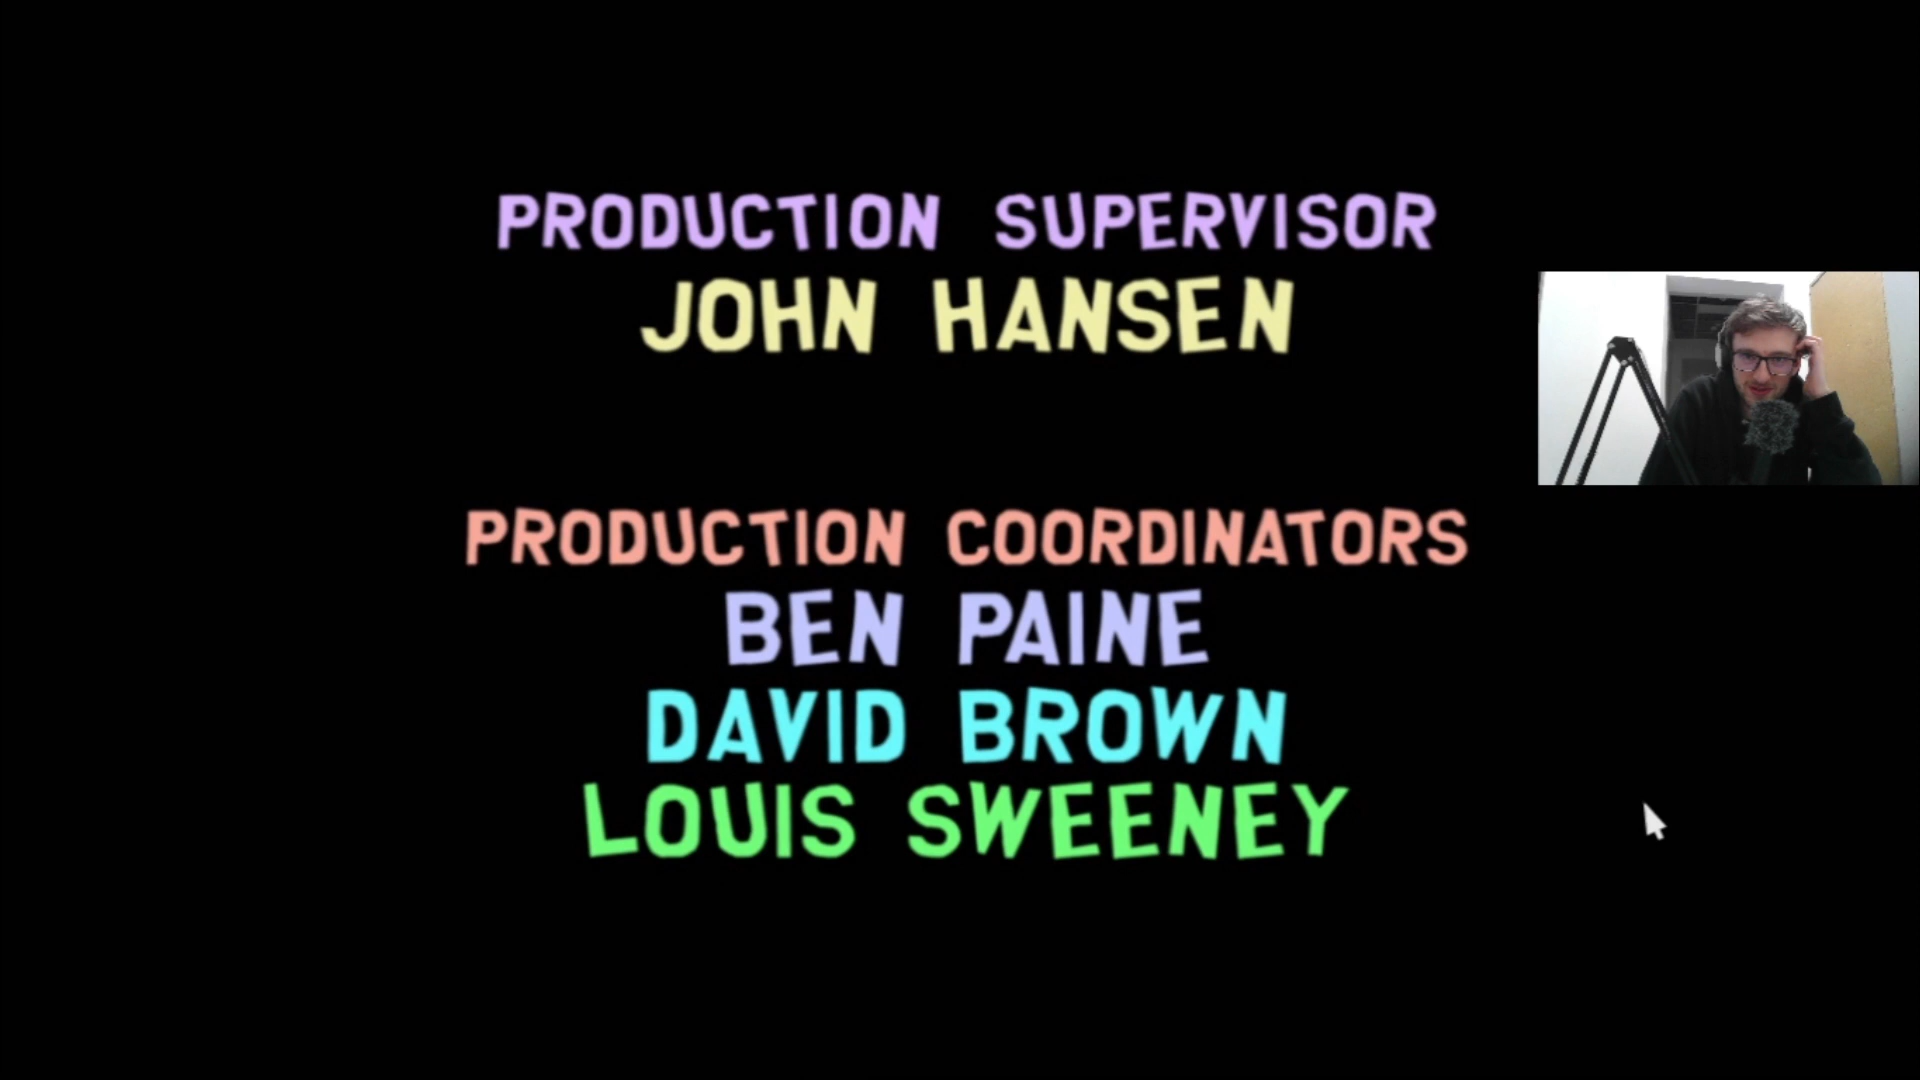 PRODUCTION SUPERVISOR
JOHN HANSEN
PRODUCTION COORDINATORS
BEN PAINE
DAVID BROWN
LOUIS SWEENEY